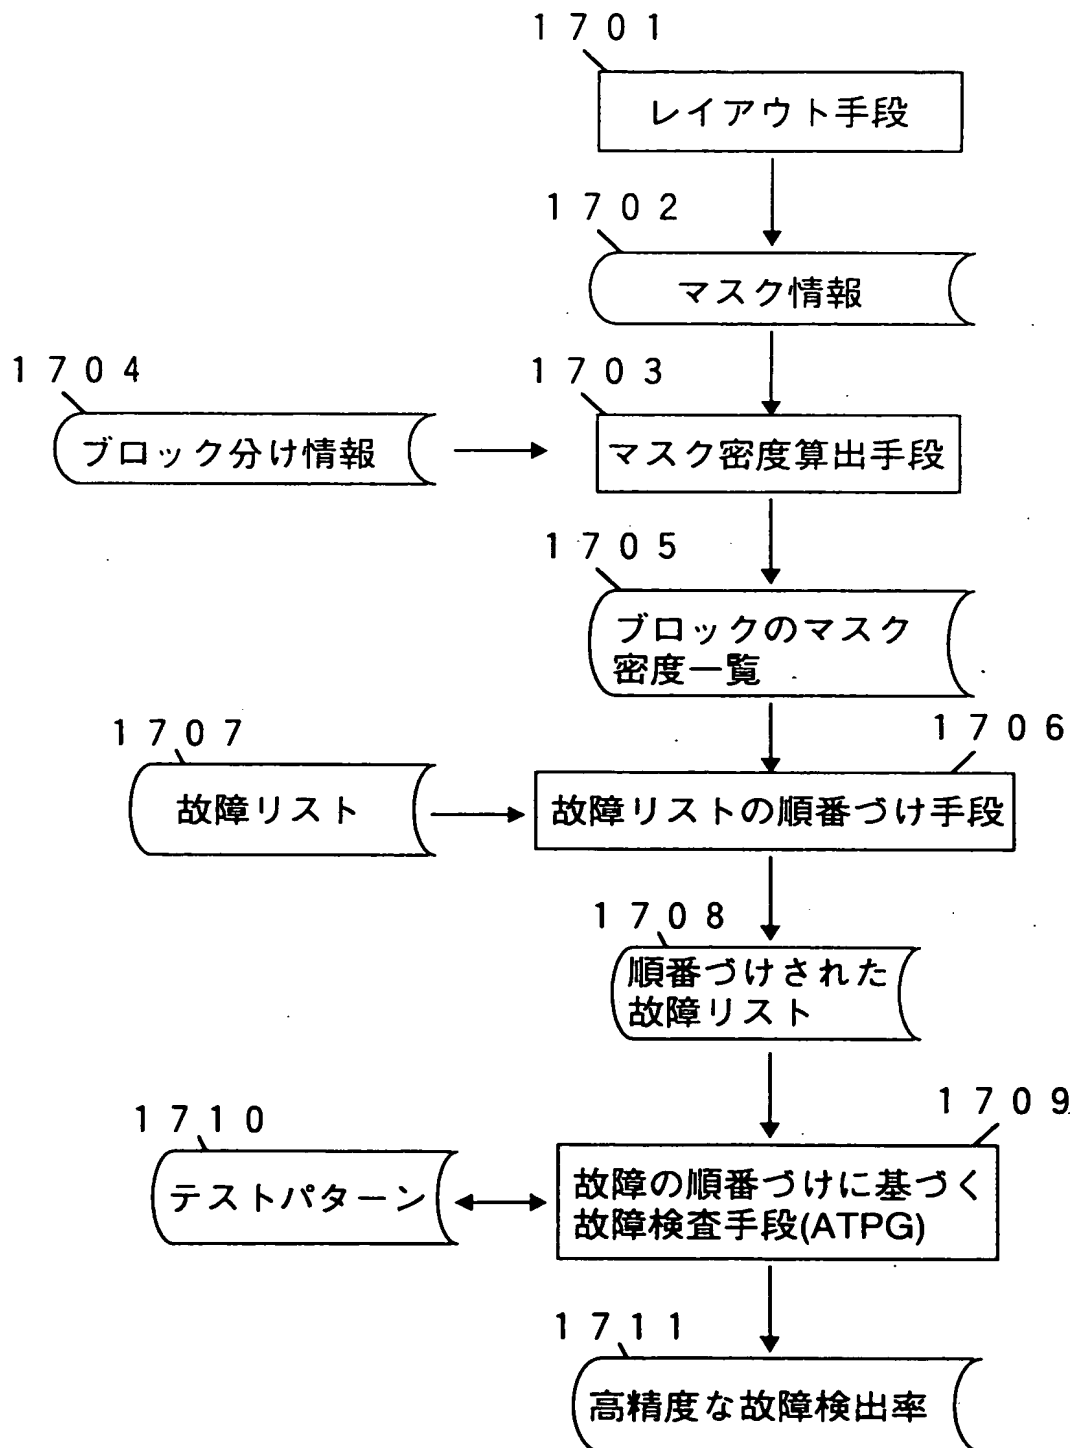 1701
レイアウト手段
1702
マスク情報
1704
ブロック分け情報
1703
マスク密度算出手段
1705
ブロックのマスク
密度一覧
1707
故障リスト
1706
故障リストの順番づけ手段
1708
順番づけされた
故障リスト
1710
テストパターン
1709
故障の順番づけに基づく
故障検査手段(ATPG)
1711
高精度な故障検出率